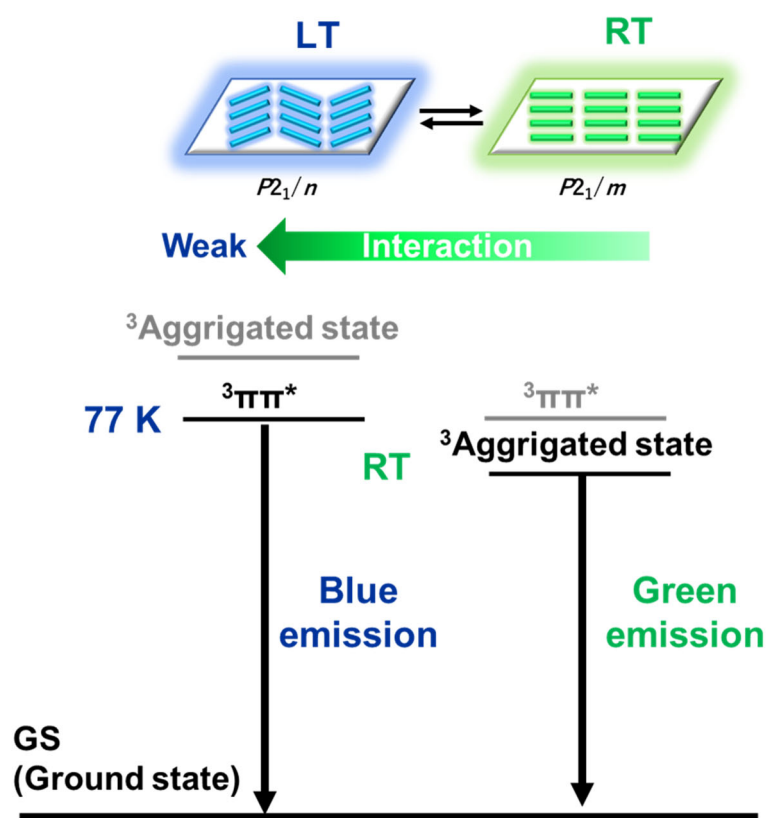 LT
RT
P2₁/n
P2₁/m
Weak
Interaction
³Aggrigated state
³ππ*
77 K
³ππ*
³Aggrigated state
RT
Blue
emission
Green
emission
GS
(Ground state)